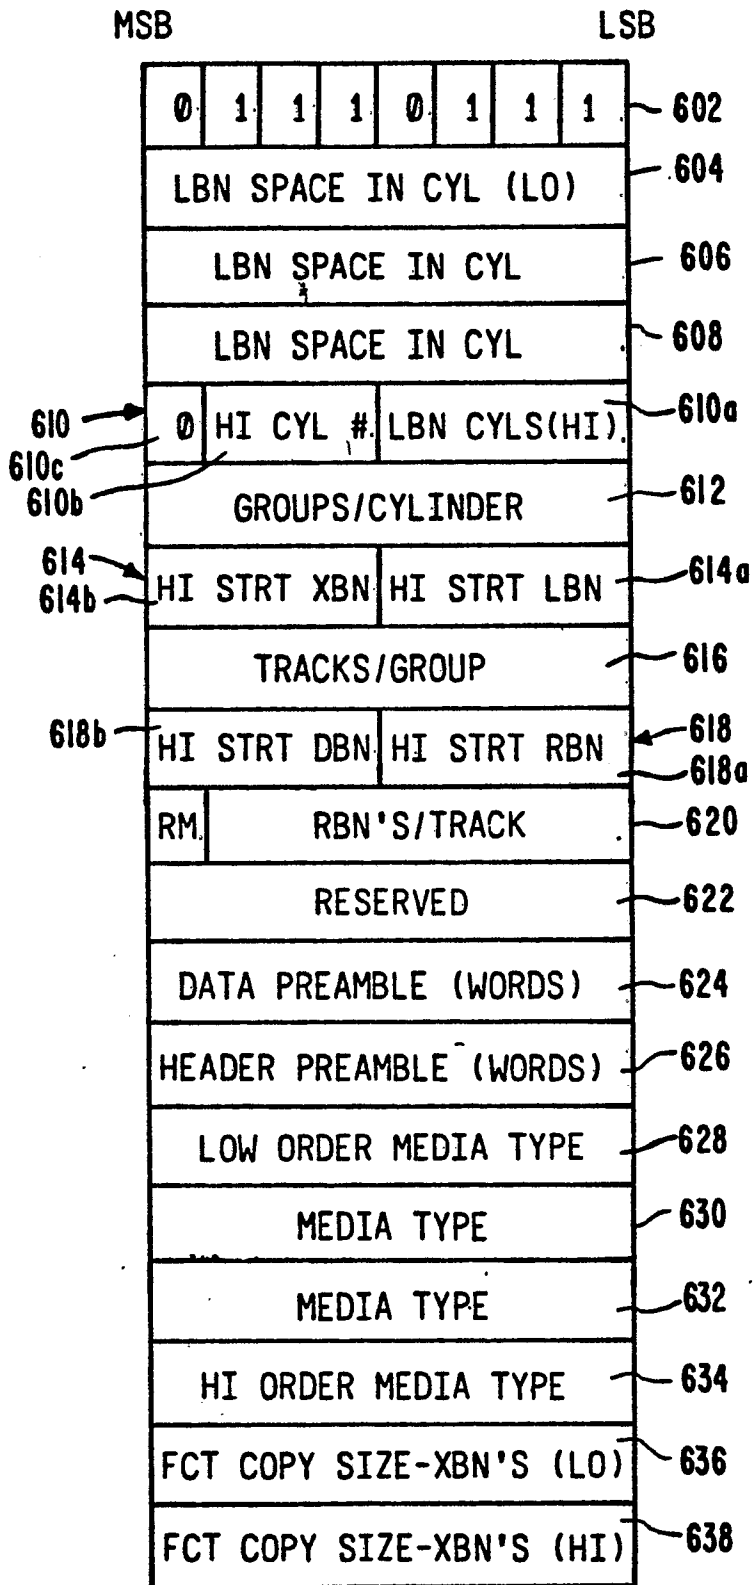 MSB LSB
0 1 1 1 0 1 1 1 602
LBN SPACE IN CYL (LO) 604
LBN SPACE IN CYL 606
LBN SPACE IN CYL 608
610 0 HI CYL # LBN CYLS(HI) 610a
610c
610b
GROUPS/CYLINDER 612
614 HI STRT XBN HI STRT LBN 614a
614b
TRACKS/GROUP 616
618b HI STRT DBN HI STRT RBN 618
618a
RM RBN'S/TRACK 620
RESERVED 622
DATA PREAMBLE (WORDS) 624
HEADER PREAMBLE (WORDS) 626
LOW ORDER MEDIA TYPE 628
MEDIA TYPE 630
MEDIA TYPE 632
HI ORDER MEDIA TYPE 634
FCT COPY SIZE-XBN'S (LO) 636
FCT COPY SIZE-XBN'S (HI) 638